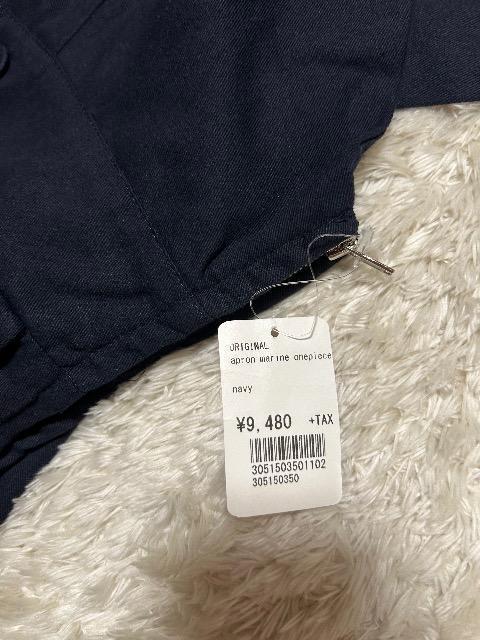 ORIGINAL
apron marine onepiece
navy
¥9,480 +TAX
3051503501102
305150350